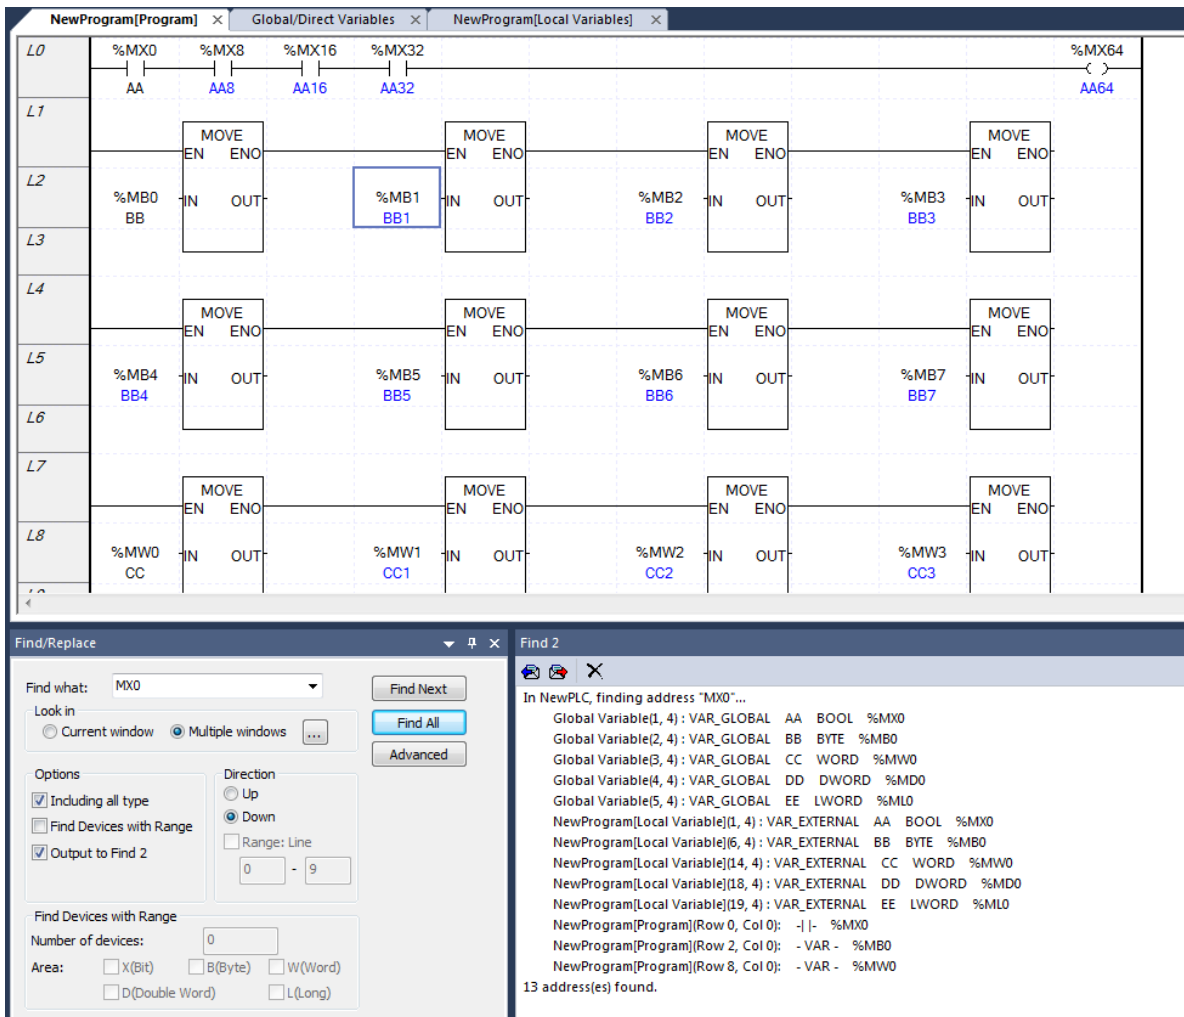 NewProgram[Program] × Global/Direct Variables × NewProgram[Local Variables] ×
L0 %MX0 %MX8 %MX16 %MX32 %MX64
AA AA8 AA16 AA32 AA64
L1
MOVE MOVE MOVE MOVE
EN ENO EN ENO EN ENO EN ENO
L2
%MB0 IN OUT %MB1 IN OUT %MB2 IN OUT %MB3 IN OUT
BB BB1 BB2 BB3
L3
L4
MOVE MOVE MOVE MOVE
EN ENO EN ENO EN ENO EN ENO
L5
%MB4 IN OUT %MB5 IN OUT %MB6 IN OUT %MB7 IN OUT
BB4 BB5 BB6 BB7
L6
L7
MOVE MOVE MOVE MOVE
EN ENO EN ENO EN ENO EN ENO
L8
%MW0 IN OUT %MW1 IN OUT %MW2 IN OUT %MW3 IN OUT
CC CC1 CC2 CC3
Find/Replace
Find what: MX0 Find Next
Look in
Current window Multiple windows ... Find All
Advanced
Options Direction
Including all type Up
Find Devices with Range Down
Output to Find 2 Range: Line
0 - 9
Find Devices with Range
Number of devices: 0
Area: X(Bit) B(Byte) W(Word)
D(Double Word) L(Long)
Find 2
In NewPLC, finding address "MX0"...
Global Variable(1, 4) : VAR_GLOBAL AA BOOL %MX0
Global Variable(2, 4) : VAR_GLOBAL BB BYTE %MB0
Global Variable(3, 4) : VAR_GLOBAL CC WORD %MW0
Global Variable(4, 4) : VAR_GLOBAL DD DWORD %MD0
Global Variable(5, 4) : VAR_GLOBAL EE LWORD %ML0
NewProgram[Local Variable](1, 4) : VAR_EXTERNAL AA BOOL %MX0
NewProgram[Local Variable](6, 4) : VAR_EXTERNAL BB BYTE %MB0
NewProgram[Local Variable](14, 4) : VAR_EXTERNAL CC WORD %MW0
NewProgram[Local Variable](18, 4) : VAR_EXTERNAL DD DWORD %MD0
NewProgram[Local Variable](19, 4) : VAR_EXTERNAL EE LWORD %ML0
NewProgram[Program](Row 0, Col 0): -| |- %MX0
NewProgram[Program](Row 2, Col 0): - VAR - %MB0
NewProgram[Program](Row 8, Col 0): - VAR - %MW0
13 address(es) found.